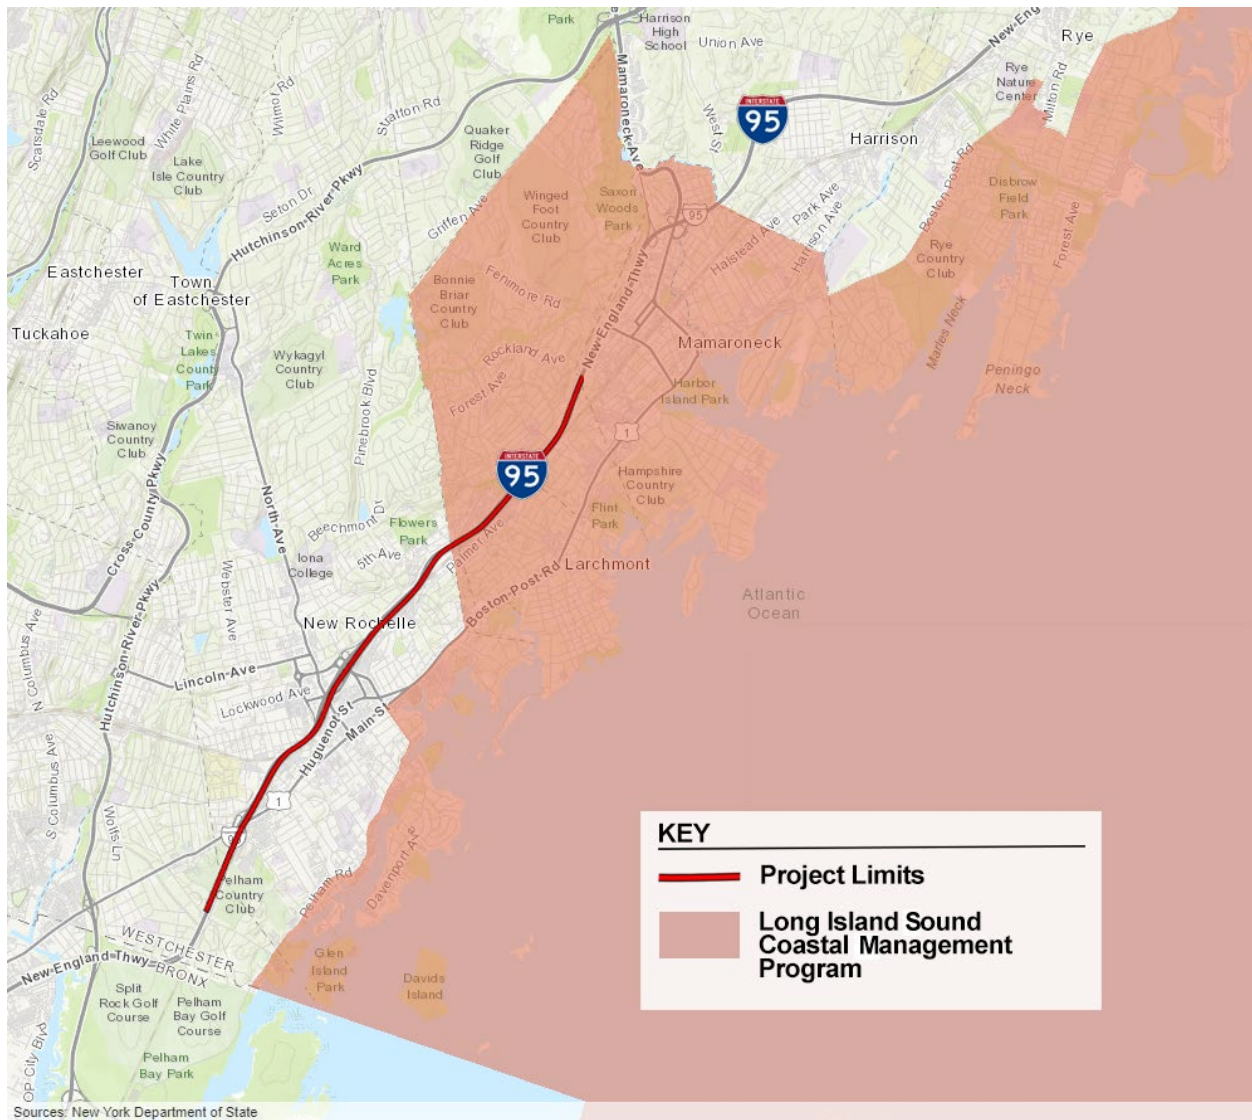 Park
Harrison
High
School
Union Ave
New-Eng
Rye
Rye
Nature
Center
Milton Rd
Scarsdale Rd
White Plains Rd
Wilmot Rd
Stratton Rd
Mamaroneck-Ave
West St
INTERSTATE
95
Harrison
Leewood
Golf Club
Lake
Isle Country
Club
Quaker
Ridge
Golf
Club
Seton Dr
Hutchinson-River-Pkwy
Griffen Ave
Winged
Foot
Country
Club
Saxon
Woods
Park
95
Park Ave
Harrison Ave
Halstead Ave
Boston-Post-Rd
Disbrow
Field
Park
Forest Ave
Rye
Country
Club
Ward
Acres
Park
Eastchester
Town
of Eastchester
Tuckahoe
Bonnie
Briar
Country
Club
Fenimore Rd
New-England-Thwy
Rockland Ave
Forest Ave
Mamaroneck
Harbor
Island Park
Marles Neck
Peningo
Neck
Twin
Lakes
County
Park
Wykagyl
Country
Club
Pinebrook Blvd
Siwanoy
Country
Club
Cross-County-Pkwy
North-Ave
1
INTERSTATE
95
Hampshire
Country
Club
Flint
Park
Beechmont Dr
Flowers
Park
5th Ave
Iona
College
Palmer Ave
Larchmont
Boston-Post-Rd
Atlantic
Ocean
Webster Ave
New Rochelle
Hutchinson-River-Pkwy
N Columbus Ave
Lincoln-Ave
Lockwood Ave
Huguenot St
Main-St
S Columbus Ave
Wolfs Ln
1
95
Pelham
Country
Club
Pelham Rd
Davenport Ave
WESTCHESTER
BRONX
New-England-Thwy
Glen
Island
Park
Davids
Island
Split
Rock Golf
Course
Pelham
Bay Golf
Course
Pelham
Bay Park
OP City Blvd
KEY
Project Limits
Long Island Sound
Coastal Management
Program
Sources: New York Department of State